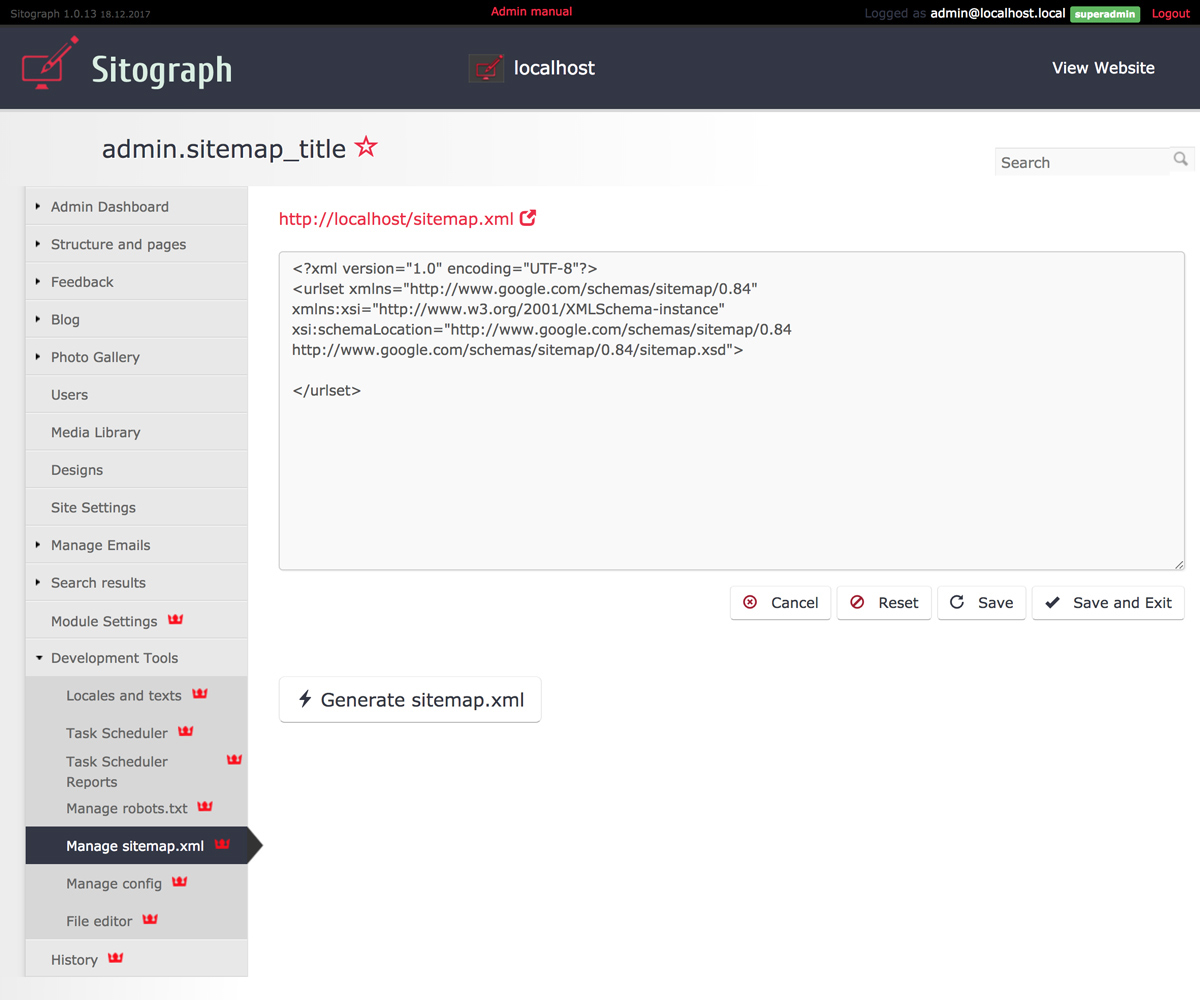 Sitograph 1.0.13 18.12.2017
Admin manual
Logged as admin@localhost.local superadmin Logout
Sitograph
localhost
View Website
admin.sitemap_title
Search
Admin Dashboard
Structure and pages
Feedback
Blog
Photo Gallery
Users
Media Library
Designs
Site Settings
Manage Emails
Search results
Module Settings
Development Tools
Locales and texts
Task Scheduler
Task Scheduler
Reports
Manage robots.txt
Manage sitemap.xml
Manage config
File editor
History
http://localhost/sitemap.xml
<?xml version="1.0" encoding="UTF-8"?>
<urlset xmlns="http://www.google.com/schemas/sitemap/0.84"
xmlns:xsi="http://www.w3.org/2001/XMLSchema-instance"
xsi:schemaLocation="http://www.google.com/schemas/sitemap/0.84
http://www.google.com/schemas/sitemap/0.84/sitemap.xsd">
</urlset>
Cancel
Reset
Save
Save and Exit
Generate sitemap.xml